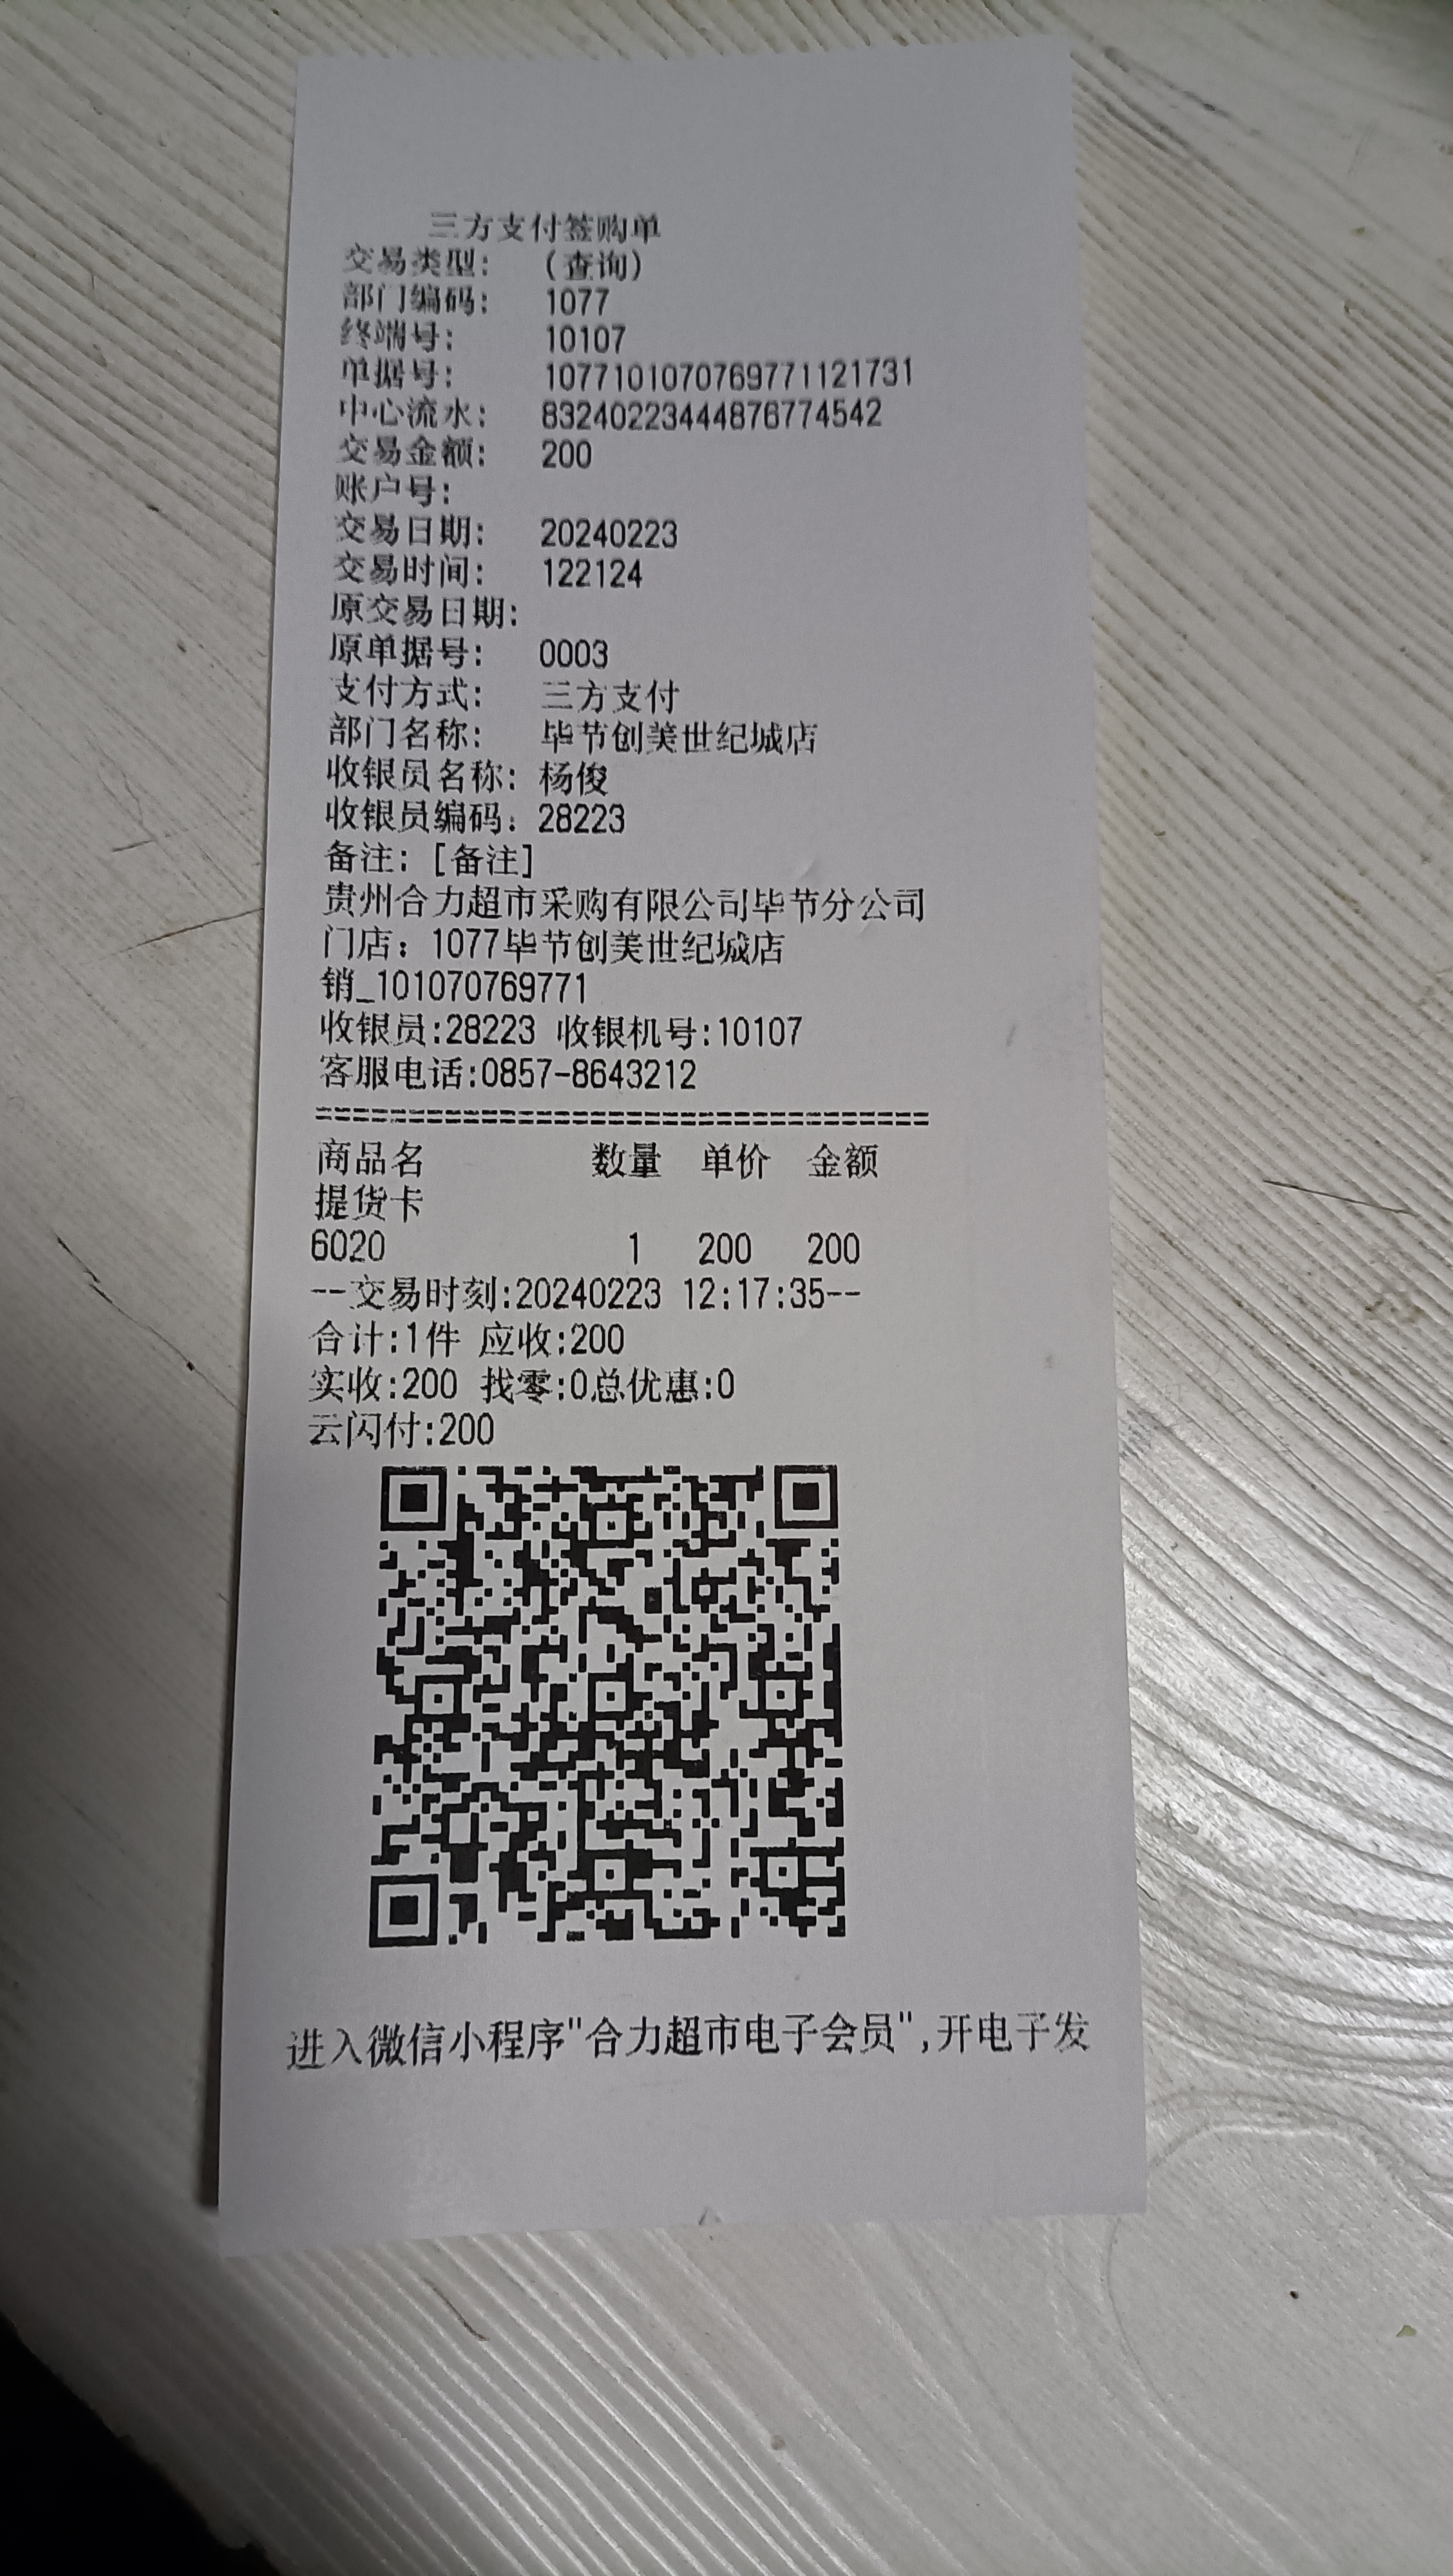 三方支付签购单
交易类型： （查询）
部门编码： 1077
终端号： 10107
单据号： 1077101070769771121731
中心流水： 83240223444876774542
交易金额： 200
账户号：
交易日期： 20240223
交易时间： 122124
原交易日期：
原单据号： 0003
支付方式： 三方支付
部门名称： 毕节创美世纪城店
收银员名称：杨俊
收银员编码：28223
备注：[备注]
贵州合力超市采购有限公司毕节分公司
门店：1077毕节创美世纪城店
销_101070769771
收银员:28223 收银机号:10107
客服电话:0857-8643212
==================================
商品名 数量 单价 金额
提货卡
6020 1 200 200
--交易时刻:20240223 12:17:35--
合计:1件 应收:200
实收:200 找零:0总优惠:0
云闪付:200
进入微信小程序"合力超市电子会员",开电子发